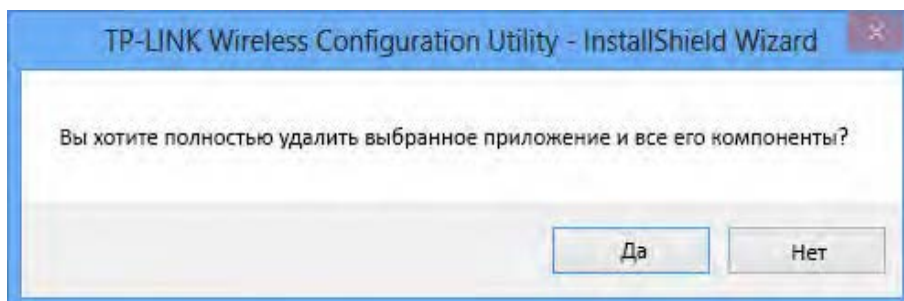 TP-LINK Wireless Configuration Utility - InstallShield Wizard
Вы хотите полностью удалить выбранное приложение и все его компоненты?
Да
Нет